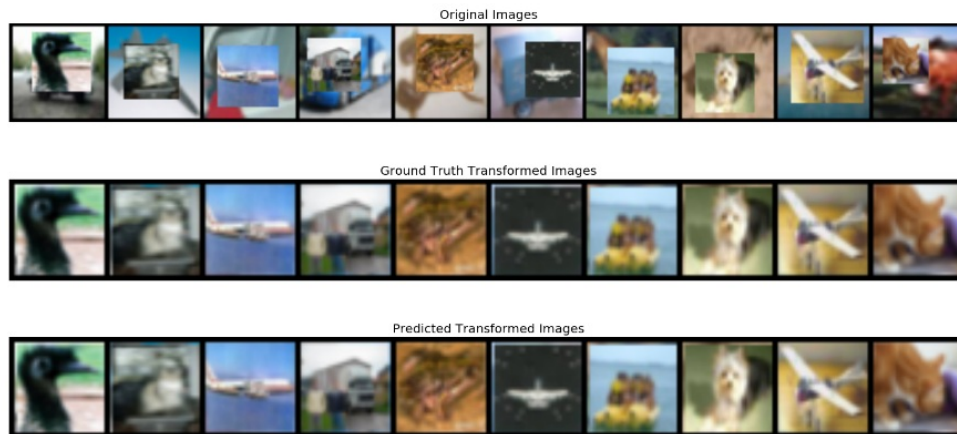 Original Images
Ground Truth Transformed Images
Predicted Transformed Images